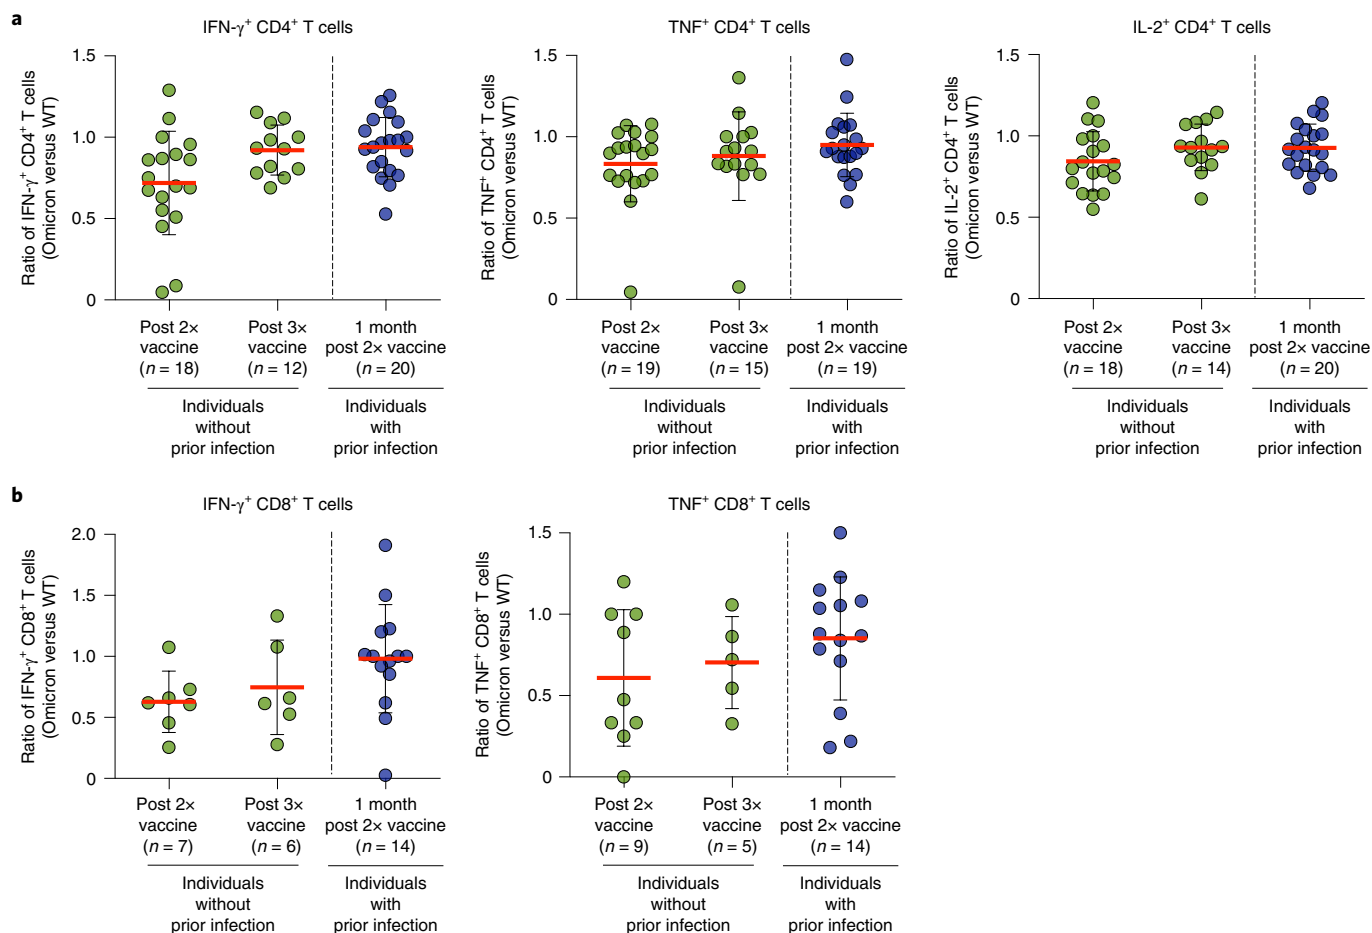 a
IFN-γ⁺ CD4⁺ T cells
Ratio of IFN-γ⁺ CD4⁺ T cells
(Omicron versus WT)
1.5
1.0
0.5
0
Post 2×
vaccine
(n = 18)
Post 3×
vaccine
(n = 12)
1 month
post 2× vaccine
(n = 20)
Individuals
without
prior infection
Individuals
with
prior infection
TNF⁺ CD4⁺ T cells
Ratio of TNF⁺ CD4⁺ T cells
(Omicron versus WT)
1.5
1.0
0.5
0
Post 2×
vaccine
(n = 19)
Post 3×
vaccine
(n = 15)
1 month
post 2× vaccine
(n = 19)
Individuals
without
prior infection
Individuals
with
prior infection
IL-2⁺ CD4⁺ T cells
Ratio of IL-2⁺ CD4⁺ T cells
(Omicron versus WT)
1.5
1.0
0.5
0
Post 2×
vaccine
(n = 18)
Post 3×
vaccine
(n = 14)
1 month
post 2× vaccine
(n = 20)
Individuals
without
prior infection
Individuals
with
prior infection
b
IFN-γ⁺ CD8⁺ T cells
Ratio of IFN-γ⁺ CD8⁺ T cells
(Omicron versus WT)
2.0
1.5
1.0
0.5
0
Post 2×
vaccine
(n = 7)
Post 3×
vaccine
(n = 6)
1 month
post 2× vaccine
(n = 14)
Individuals
without
prior infection
Individuals
with
prior infection
TNF⁺ CD8⁺ T cells
Ratio of TNF⁺ CD8⁺ T cells
(Omicron versus WT)
1.5
1.0
0.5
0
Post 2×
vaccine
(n = 9)
Post 3×
vaccine
(n = 5)
1 month
post 2× vaccine
(n = 14)
Individuals
without
prior infection
Individuals
with
prior infection